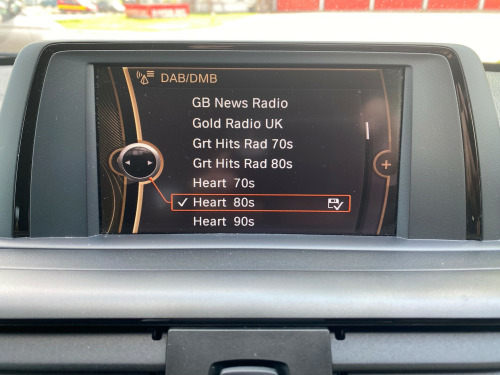 DAB/DMB
GB News Radio
Gold Radio UK
Grt Hits Rad 70s
Grt Hits Rad 80s
Heart 70s
Heart 80s
Heart 90s